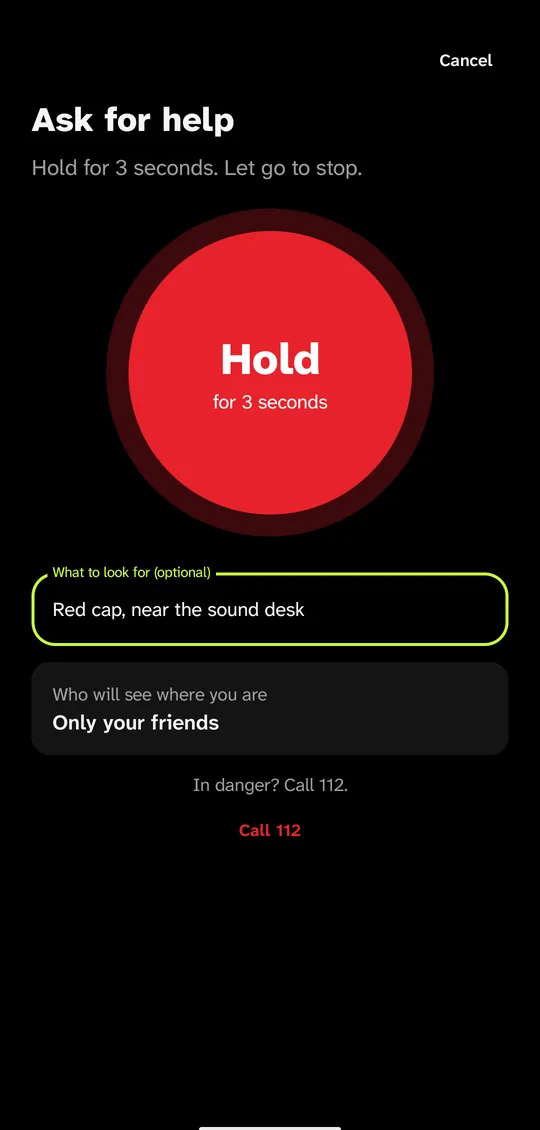 Cancel
Ask for help
Hold for 3 seconds. Let go to stop.
Hold
for 3 seconds
What to look for (optional)
Red cap, near the sound desk
Who will see where you are
Only your friends
In danger? Call 112.
Call 112